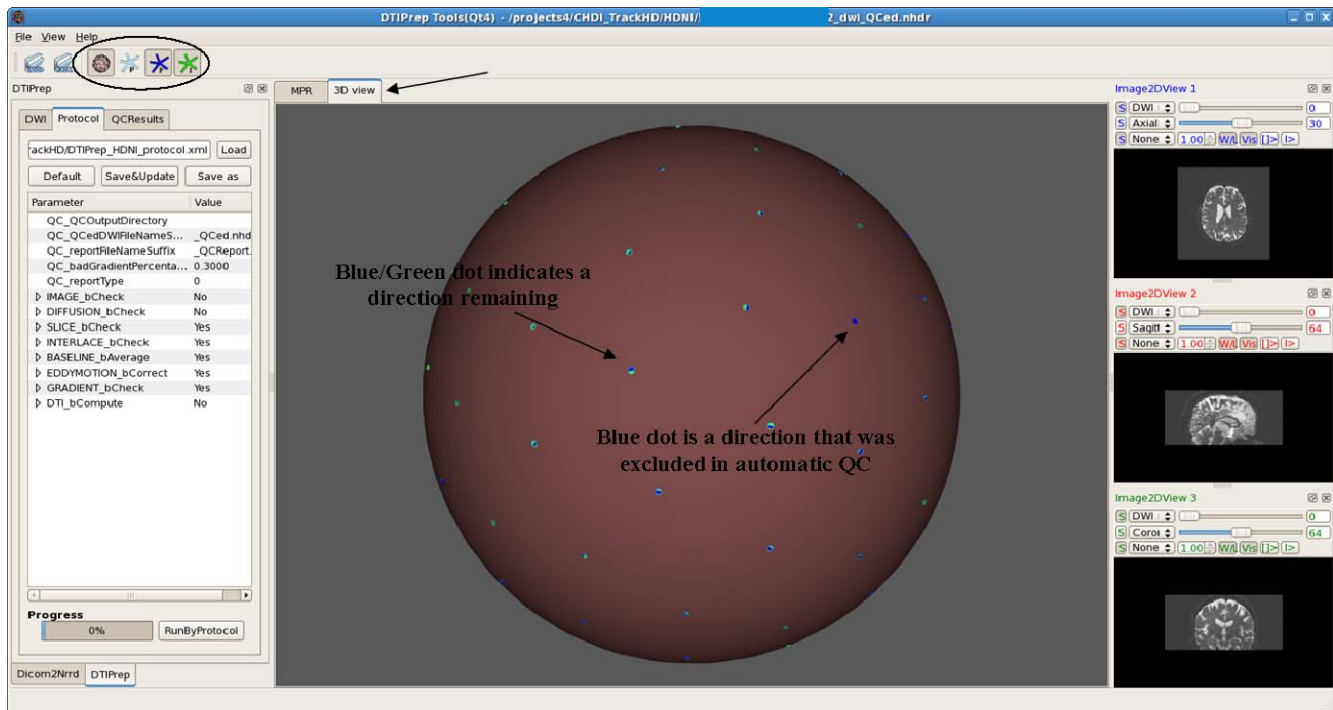 DTIPrep Tools(Qt4) - /projects4/CHDI_TrackHD/HDNI/ 2_dwi_QCed.nhdr
File View Help
DTIPrep
DWI Protocol QCResults
rackHD/DTIPrep_HDNI_protocol.xml Load
Default Save&Update Save as
Parameter Value
QC_QCOutputDirectory
QC_QCedDWIFileNameS... _QCed.nhd
QC_reportFileNameSuffix _QCReport.
QC_badGradientPercenta... 0.3000
QC_reportType 0
IMAGE_bCheck No
DIFFUSION_bCheck No
SLICE_bCheck Yes
INTERLACE_bCheck Yes
BASELINE_bAverage Yes
EDDYMOTION_bCorrect Yes
GRADIENT_bCheck Yes
DTI_bCompute No
Progress
0% RunByProtocol
Dicom2Nrrd DTIPrep
MPR 3D view
Blue/Green dot indicates a
direction remaining
Blue dot is a direction that was
excluded in automatic QC
Image2DView 1
S DWI 0
S Axial 30
S None 1.00 W/L Vis []> I>
Image2DView 2
S DWI 0
S Sagitt 64
S None 1.00 W/L Vis []> I>
Image2DView 3
S DWI 0
S Coron 64
S None 1.00 W/L Vis []> I>